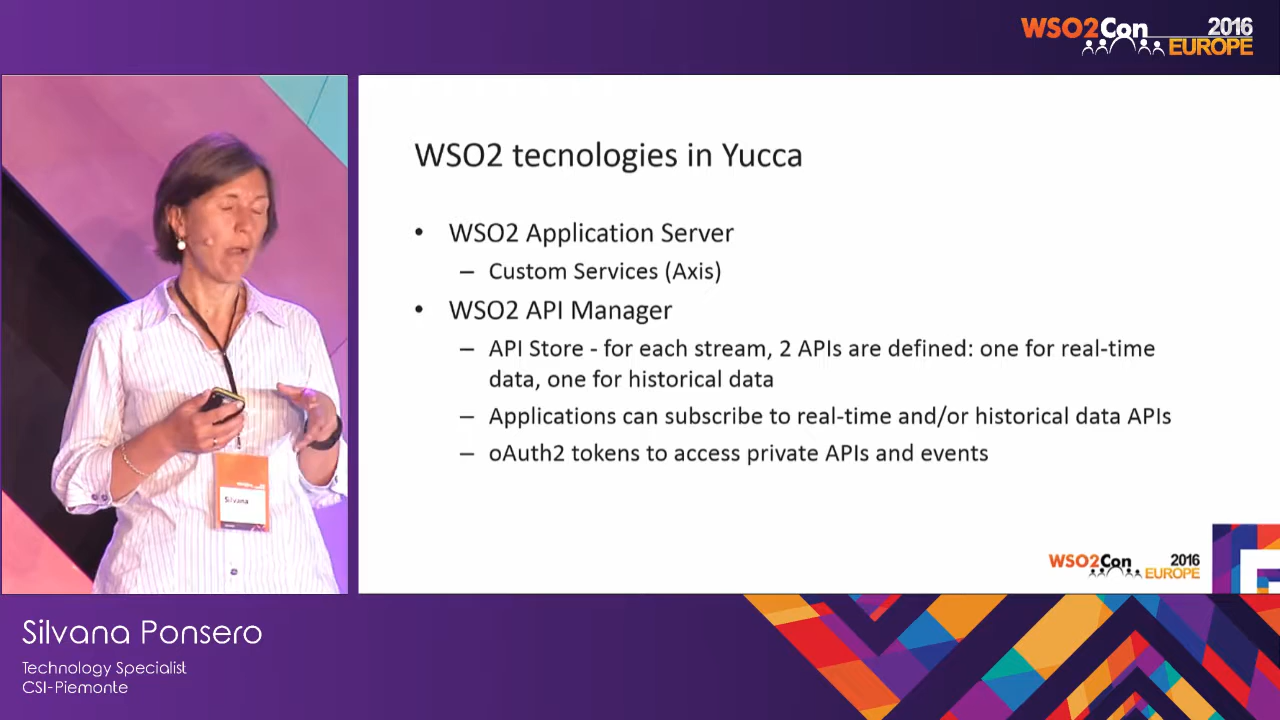 WSO2Con 2016
EUROPE
WSO2 tecnologies in Yucca
• WSO2 Application Server
– Custom Services (Axis)
• WSO2 API Manager
– API Store - for each stream, 2 APIs are defined: one for real-time
data, one for historical data
– Applications can subscribe to real-time and/or historical data APIs
– oAuth2 tokens to access private APIs and events
Silvana
WSO2Con 2016
EUROPE
Silvana Ponsero
Technology Specialist
CSI-Piemonte